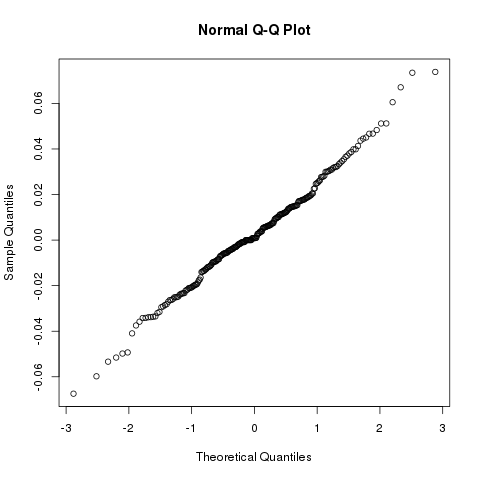 Normal Q-Q Plot
Sample Quantiles
0.06
0.04
0.02
0.00
-0.02
-0.04
-0.06
-3 -2 -1 0 1 2 3
Theoretical Quantiles